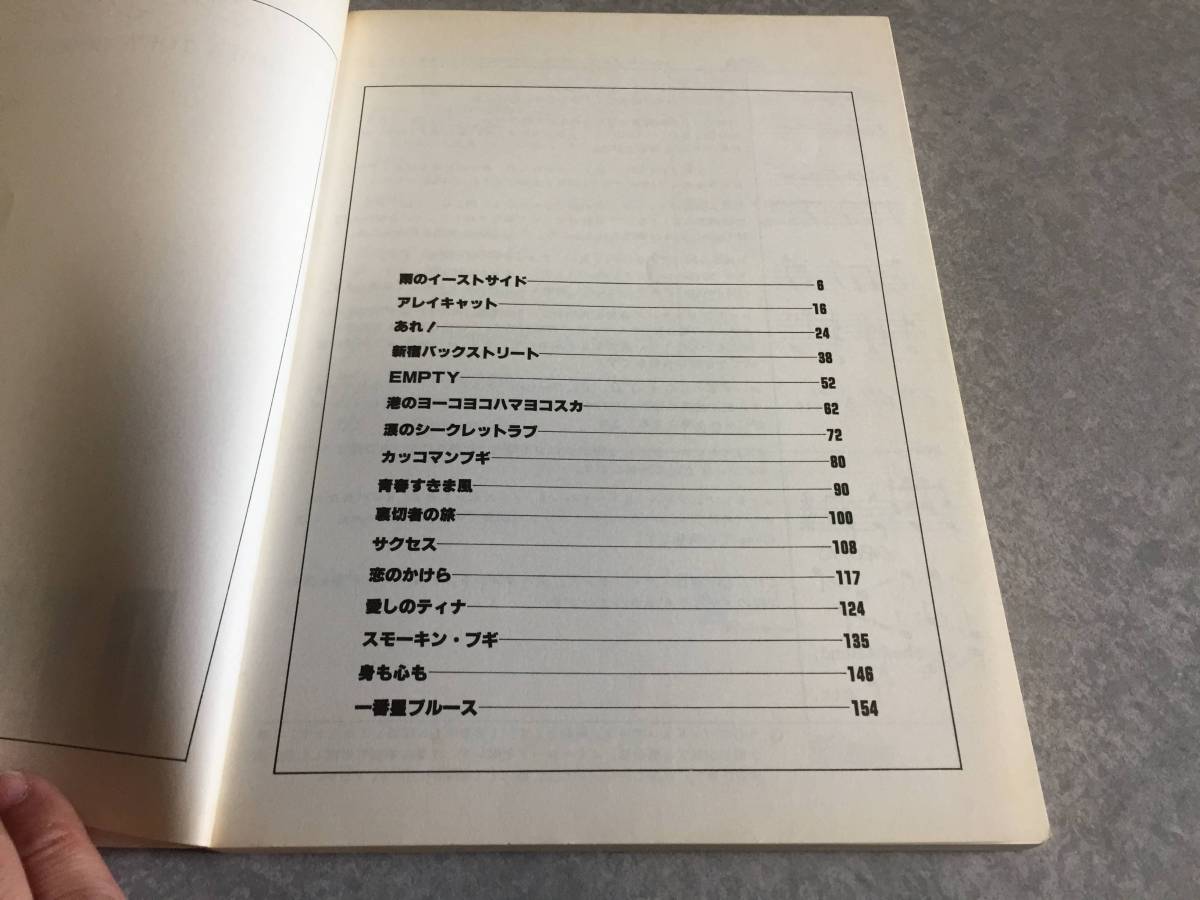 雨のイーストサイド 6
アレイキャット 16
あれ! 24
新宿バックストリート 38
EMPTY 52
港のヨーコヨコハマヨコスカ 62
涙のシークレットラブ 72
カッコマンブギ 80
青春すきま風 90
裏切者の旅 100
サクセス 108
恋のかけら 117
愛しのティナ 124
スモーキン・ブギ 135
身も心も 146
一番星ブルース 154